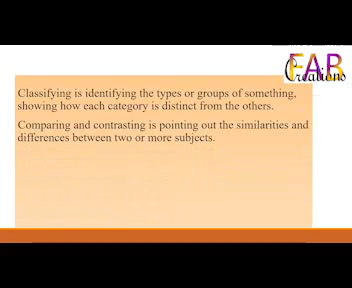 FAB
Creations
Classifying is identifying the types or groups of something,
showing how each category is distinct from the others.
Comparing and contrasting is pointing out the similarities and
differences between two or more subjects.